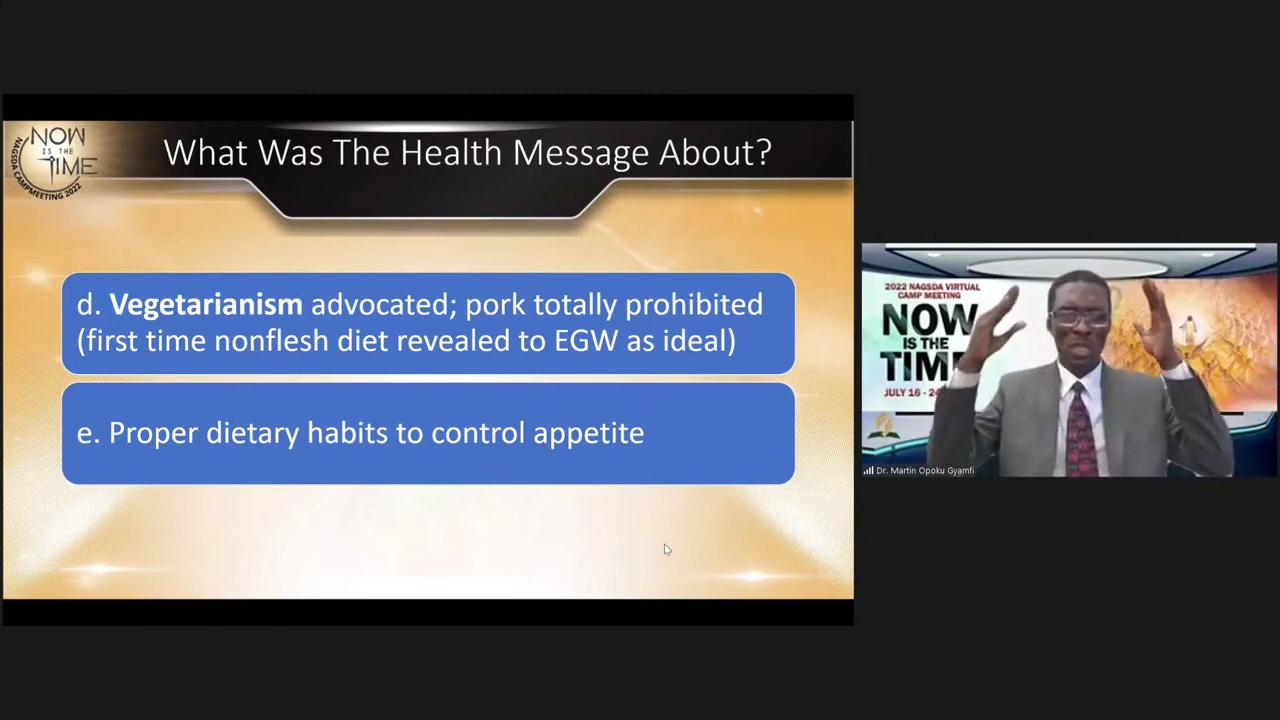 NOW
IS THE
TIME
NAGSDA CAMPMEETING 2022
What Was The Health Message About?
d. Vegetarianism advocated; pork totally prohibited
(first time nonflesh diet revealed to EGW as ideal)
e. Proper dietary habits to control appetite
2022 NAGSDA VIRTUAL
CAMP MEETING
NOW
IS THE
JULY 16 - 24
Dr. Martin Opoku Gyamfi